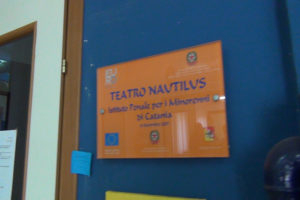 TEATRO NAUTILUS
Istituto Penale per i Minorenni
di Catania